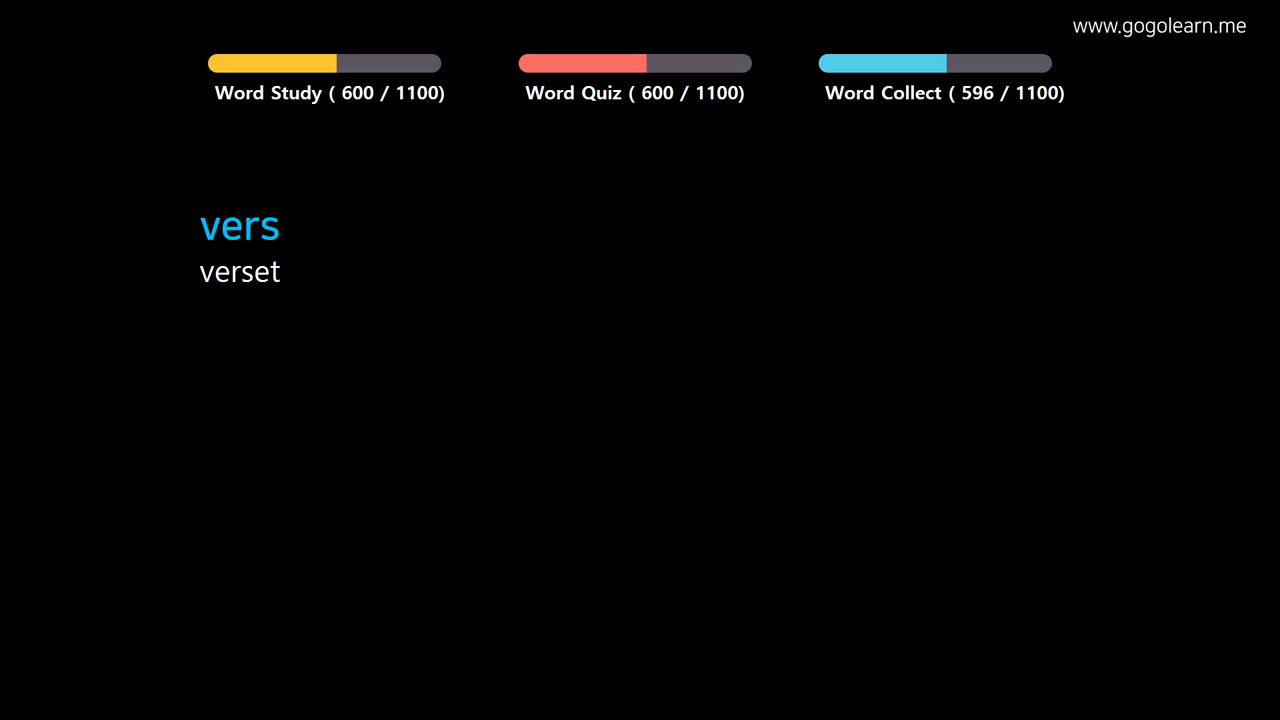 www.gogolearn.me
Word Study ( 600 / 1100)
Word Quiz ( 600 / 1100)
Word Collect ( 596 / 1100)
vers
verset